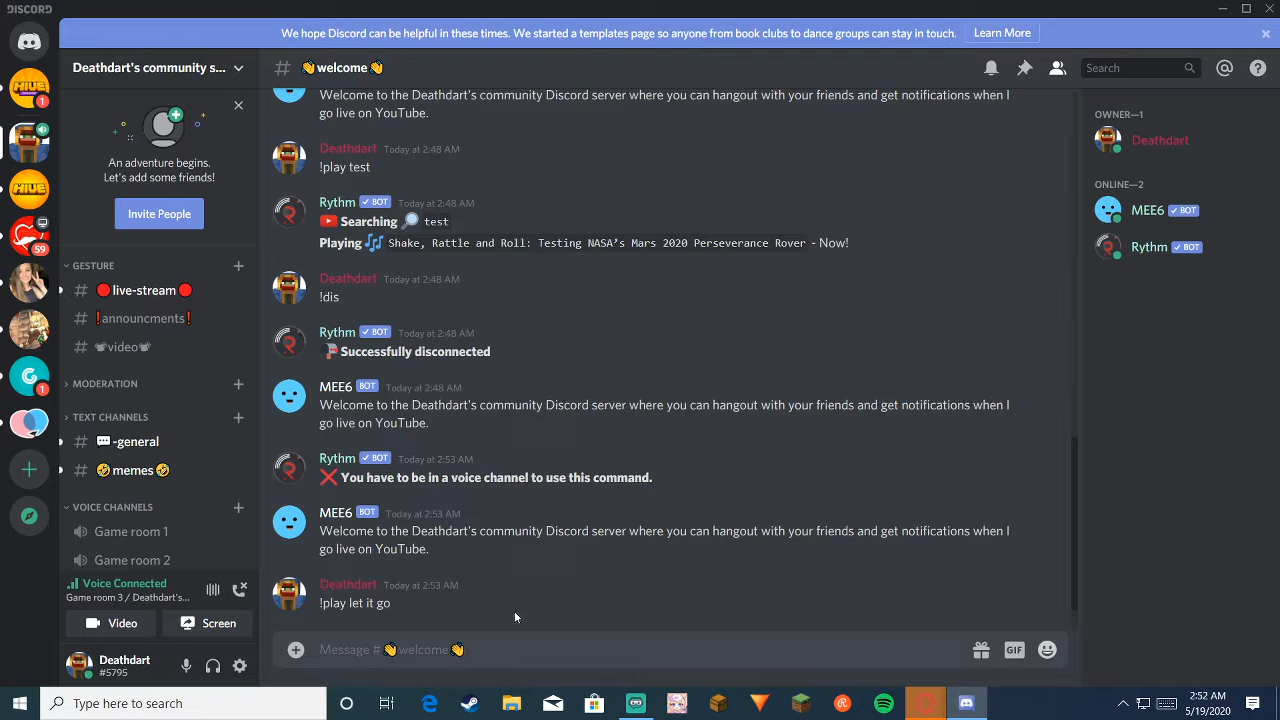 DISCORD
We hope Discord can be helpful in these times. We started a templates page so anyone from book clubs to dance groups can stay in touch.
Learn More
Deathdart's community s...
# 👋welcome👋
Search
An adventure begins.
Let's add some friends!
Invite People
GESTURE
# 🔴live-stream🔴
# ❗announcments❗
# 📽video📽
MODERATION
TEXT CHANNELS
# 💬-general
# 🤣memes🤣
VOICE CHANNELS
Game room 1
Game room 2
Voice Connected
Game room 3 / Deathdart's...
Video
Screen
Deathdart
#5795
1
59
1
Welcome to the Deathdart's community Discord server where you can hangout with your friends and get notifications when I
go live on YouTube.
Deathdart Today at 2:48 AM
!play test
Rythm ✓ BOT Today at 2:48 AM
Searching 🔎 test
Playing 🎶 Shake, Rattle and Roll: Testing NASA's Mars 2020 Perseverance Rover - Now!
Deathdart Today at 2:48 AM
!dis
Rythm ✓ BOT Today at 2:48 AM
Successfully disconnected
MEE6 BOT Today at 2:48 AM
Welcome to the Deathdart's community Discord server where you can hangout with your friends and get notifications when I
go live on YouTube.
Rythm ✓ BOT Today at 2:53 AM
❌ You have to be in a voice channel to use this command.
MEE6 BOT Today at 2:53 AM
Welcome to the Deathdart's community Discord server where you can hangout with your friends and get notifications when I
go live on YouTube.
Deathdart Today at 2:53 AM
!play let it go
Message #👋welcome👋
GIF
OWNER—1
Deathdart
ONLINE—2
MEE6 ✓ BOT
Rythm ✓ BOT
Type here to search
2:52 AM
5/19/2020